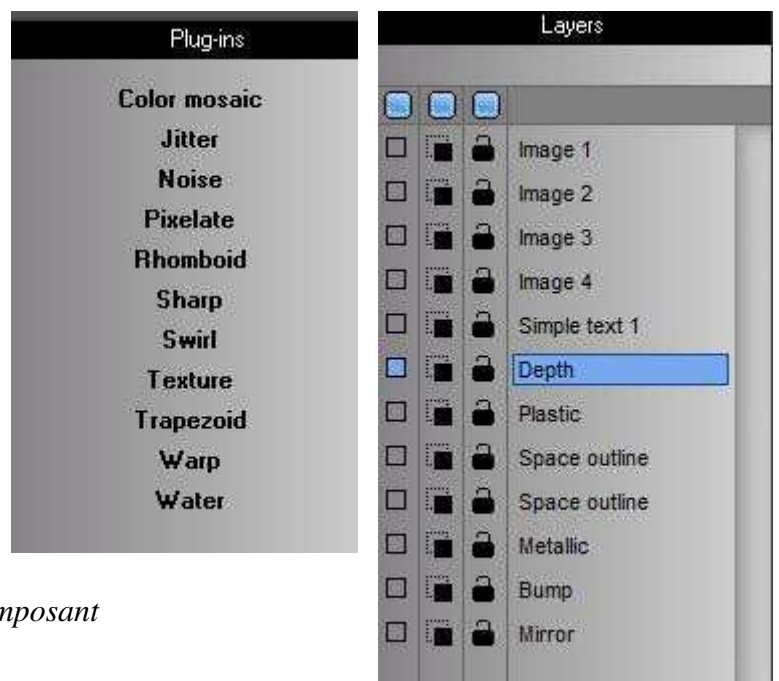 Plug-ins
Color mosaic
Jitter
Noise
Pixelate
Rhomboid
Sharp
Swirl
Texture
Trapezoid
Warp
Water
Layers
Image 1
Image 2
Image 3
Image 4
Simple text 1
Depth
Plastic
Space outline
Space outline
Metallic
Bump
Mirror
mposant